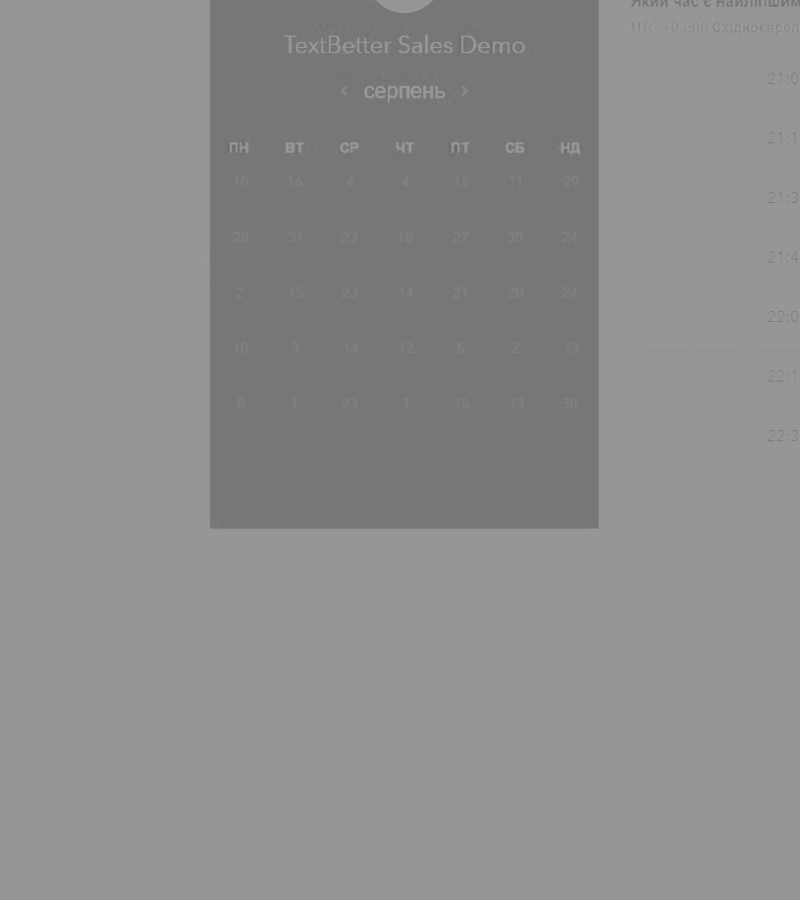 TextBetter Sales Demo
‹ серпень ›
ПН ВТ СР ЧТ ПТ СБ НД
10 16 4 4 15 11 29
28 31 23 18 27 30 24
2 15 23 14 21 20 24
10 3 14 12 5 2 13
5 1 23 3 15 13 30
Який час є найліпшим
UTC +03:00 Східноєвроп
21:0
21:1
21:3
21:4
22:0
22:1
22:3